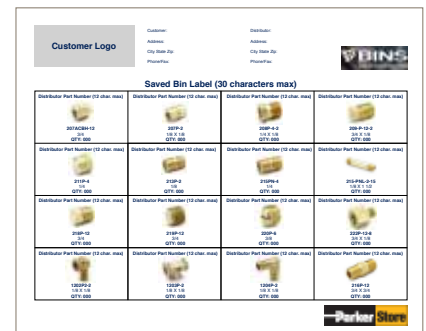 Customer Logo
Customer:
Address:
City State Zip
Phone/Fax:
Distributor
Address:
City State Zip
Phone/Fax:
BINS
Saved Bin Label (30 characters max)
Distributor Part Number (12 char. max) Distributor Part Number (12 char. max) Distributor Part Number (12 char. max) Distributor Part Number (12 char. max)
207ACBH-12 207P-2 208P-4-2 209-P-12-2
3/4 1/8 X 1/8 1/4 X 1/8 3/4 X 1/8
QTY: 000 QTY: 000 QTY: 000 QTY: 000
Distributor Part Number (12 char. max) Distributor Part Number (12 char. max) Distributor Part Number (12 char. max) Distributor Part Number (12 char. max)
211P-4 213P-2 215PN-4 215-PNL-2-15
1/4 1/8 1/4 1/8 X 1 1/2
QTY: 000 QTY: 000 QTY: 000 QTY: 000
Distributor Part Number (12 char. max) Distributor Part Number (12 char. max) Distributor Part Number (12 char. max) Distributor Part Number (12 char. max)
218P-12 219P-12 220P-6 222P-12-8
3/4 3/4 3/8
QTY: 000 QTY: 000 QTY: 000 QTY: 000
Distributor Part Number (12 char. max) Distributor Part Number (12 char. max) Distributor Part Number (12 char. max) Distributor Part Number (12 char. max)
1202P2-2 1203P-2 1204P-2 216P-12
1/8 X 1/8 1/8 X 1/8 1/8 X 1/8 3/4 X 3/4
QTY: 000 QTY: 000 QTY: 000 QTY: 000
Parker Store